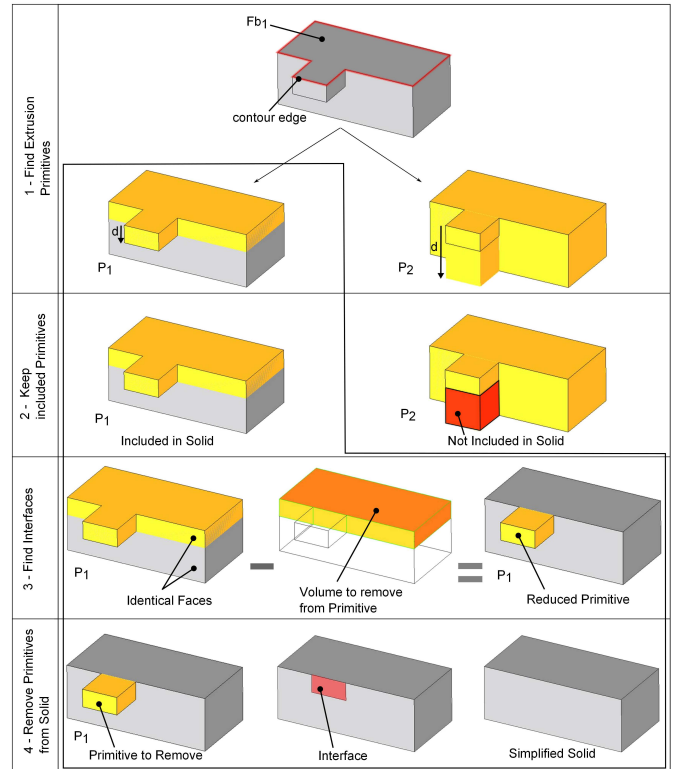 1 - Find Extrusion
Primitives
Fb1
contour edge
d
P1
d
P2
2 - Keep
included Primitives
P1
Included in Solid
P2
Not Included in Solid
3 - Find Interfaces
P1
Identical Faces
Volume to remove
from Primitive
P1
Reduced Primitive
4 - Remove Primitives
from Solid
P1
Primitive to Remove
Interface
Simplified Solid